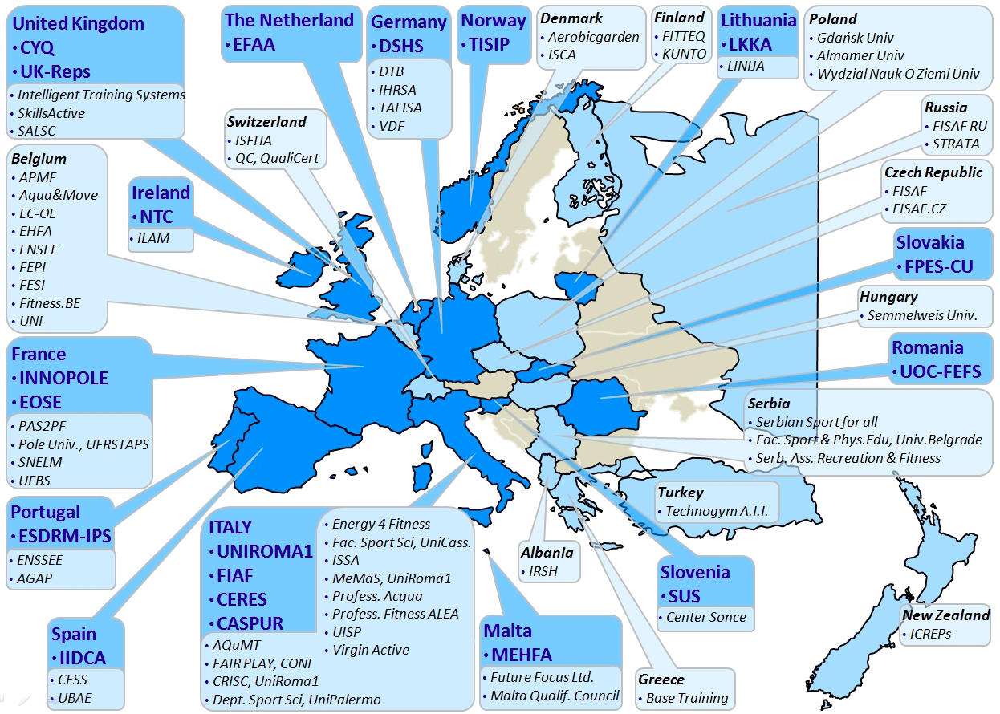 United Kingdom
• CYQ
• UK-Reps
• Intelligent Training Systems
• SkillsActive
• SALSC
The Netherland
• EFAA
Germany
• DSHS
• DTB
• IHRSA
• TAFISA
• VDF
Norway
• TISIP
Denmark
• Aerobicgarden
• ISCA
Finland
• FITTEQ
• KUNTO
Lithuania
• LKKA
• LINIJA
Poland
• Gdańsk Univ
• Almamer Univ
• Wydzial Nauk O Ziemi Univ
Switzerland
• ISFHA
• QC, QualiCert
Russia
• FISAF RU
• STRATA
Belgium
• APMF
• Aqua&Move
• EC-OE
• EHFA
• ENSEE
• FEPI
• FESI
• Fitness.BE
• UNI
Ireland
• NTC
• ILAM
Czech Republic
• FISAF
• FISAF.CZ
Slovakia
• FPES-CU
Hungary
• Semmelweis Univ.
France
• INNOPOLE
• EOSE
• PAS2PF
• Pole Univ., UFRSTAPS
• SNELM
• UFBS
Romania
• UOC-FEFS
Serbia
• Serbian Sport for all
• Fac. Sport & Phys.Edu, Univ.Belgrade
• Serb. Ass. Recreation & Fitness
Turkey
• Technogym A.I.I.
Portugal
• ESDRM-IPS
• ENSSEE
• AGAP
ITALY
• UNIROMA1
• FIAF
• CERES
• CASPUR
• AQuMT
• FAIR PLAY, CONI
• CRISC, UniRoma1
• Dept. Sport Sci, UniPalermo
• Energy 4 Fitness
• Fac. Sport Sci, UniCass.
• ISSA
• MeMaS, UniRoma1
• Profess. Acqua
• Profess. Fitness ALEA
• UISP
• Virgin Active
Albania
• IRSH
Slovenia
• SUS
• Center Sonce
New Zealand
• ICREPs
Spain
• IIDCA
• CESS
• UBAE
Malta
• MEHFA
• Future Focus Ltd.
• Malta Qualif. Council
Greece
• Base Training